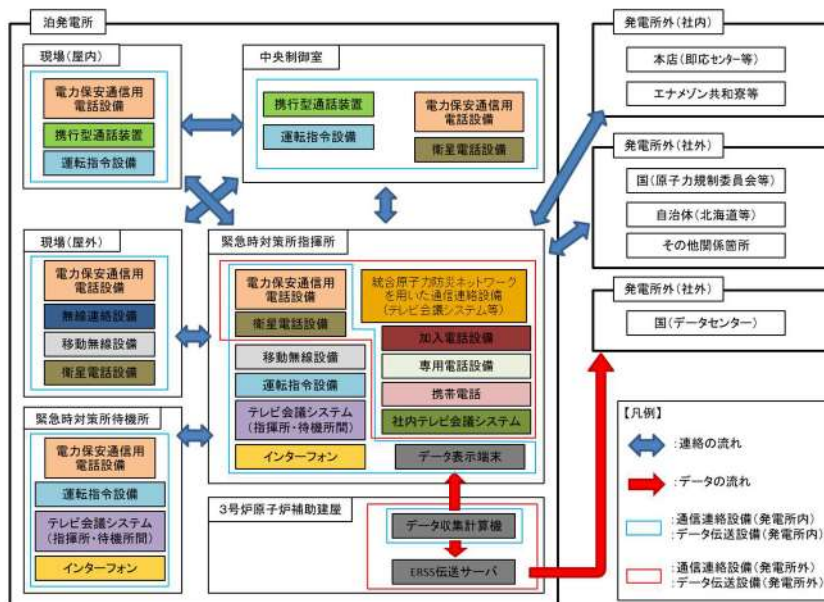 泊発電所
現場(屋内)
電力保安通信用
電話設備
携行型通話装置
運転指令設備
中央制御室
携行型通話装置
運転指令設備
電力保安通信用
電話設備
衛星電話設備
現場(屋外)
電力保安通信用
電話設備
無線連絡設備
移動無線設備
衛星電話設備
緊急時対策所指揮所
電力保安通信用
電話設備
衛星電話設備
移動無線設備
運転指令設備
テレビ会議システム
(指揮所・待機所間)
インターフォン
統合原子力防災ネットワーク
を用いた通信連絡設備
(テレビ会議システム等)
加入電話設備
専用電話設備
携帯電話
社内テレビ会議システム
データ表示端末
緊急時対策所待機所
電力保安通信用
電話設備
運転指令設備
テレビ会議システム
(指揮所・待機所間)
インターフォン
3号炉原子炉補助建屋
データ収集計算機
ERSS伝送サーバ
発電所外(社内)
本店(即応センター等)
エナメゾン共和寮等
発電所外(社外)
国(原子力規制委員会等)
自治体(北海道等)
その他関係箇所
発電所外(社外)
国(データセンター)
【凡例】
:連絡の流れ
:データの流れ
:通信連絡設備(発電所内)
:データ伝送設備(発電所内)
:通信連絡設備(発電所外)
:データ伝送設備(発電所外)